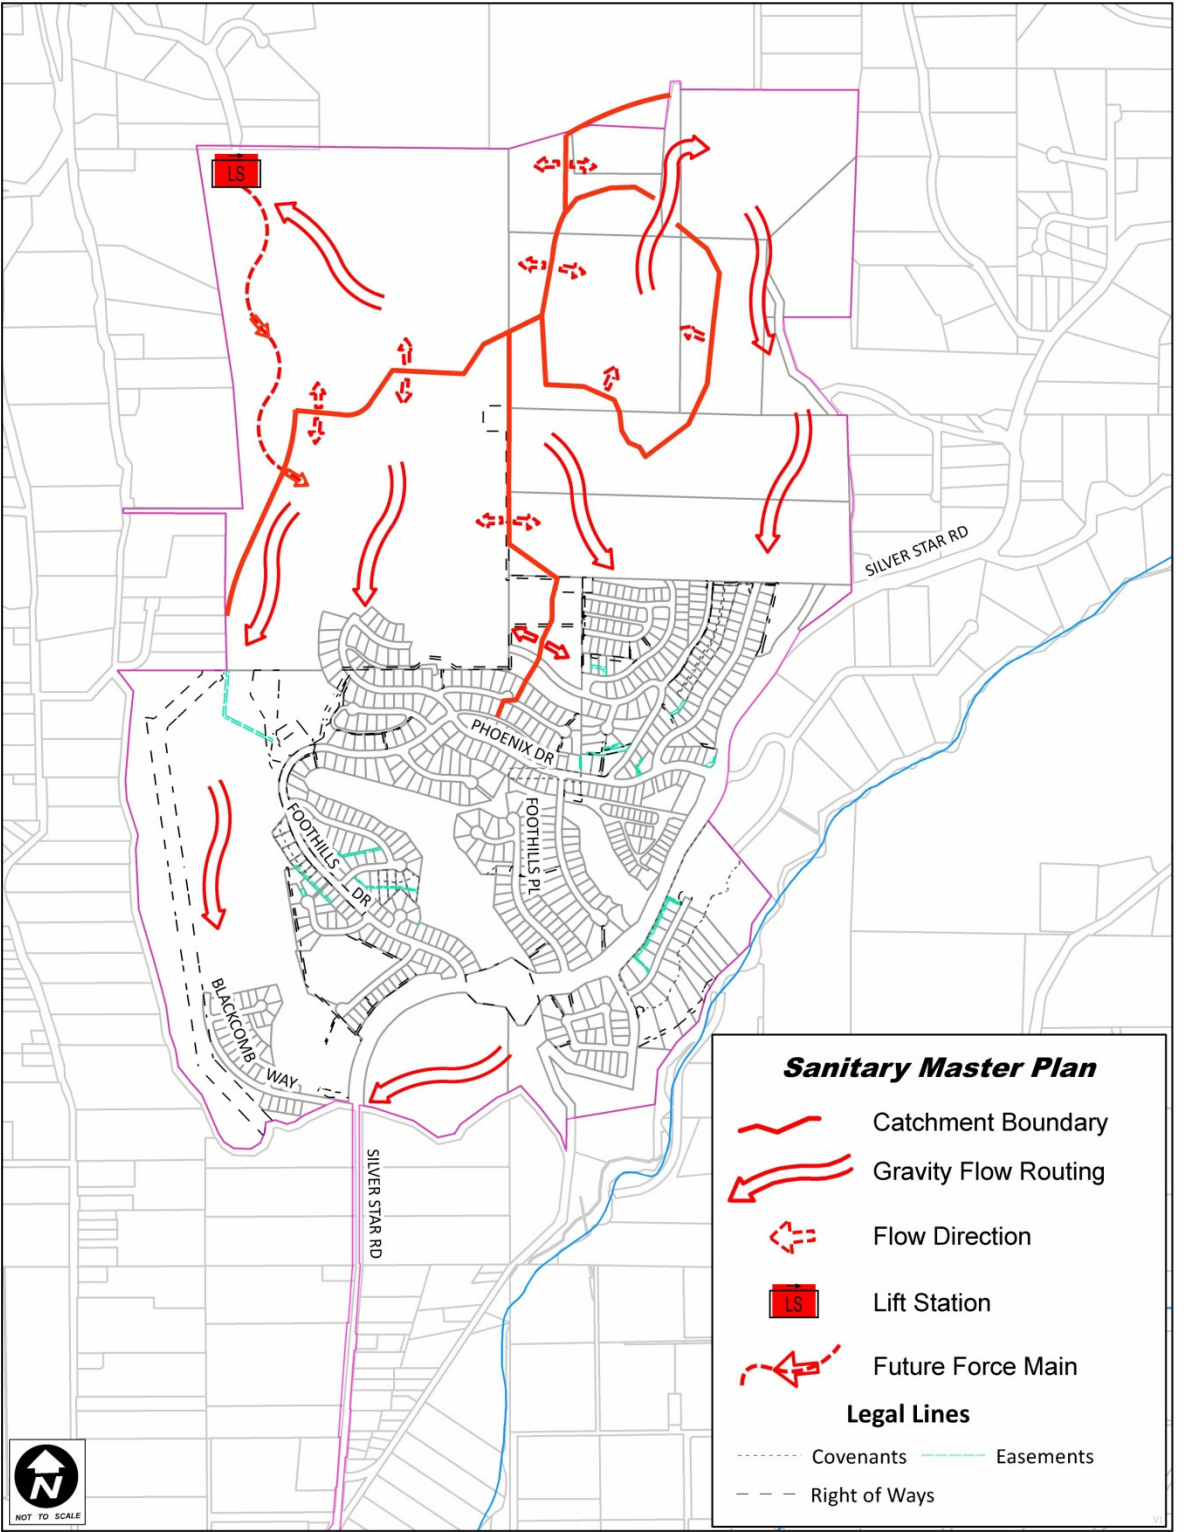 LS
SILVER STAR RD
PHOENIX DR
FOOTHILLS DR
FOOTHILLS PL
BLACKCOMB WAY
SILVER STAR RD
Sanitary Master Plan
Catchment Boundary
Gravity Flow Routing
Flow Direction
LS
Lift Station
Future Force Main
Legal Lines
Covenants
Easements
Right of Ways
N
NOT TO SCALE